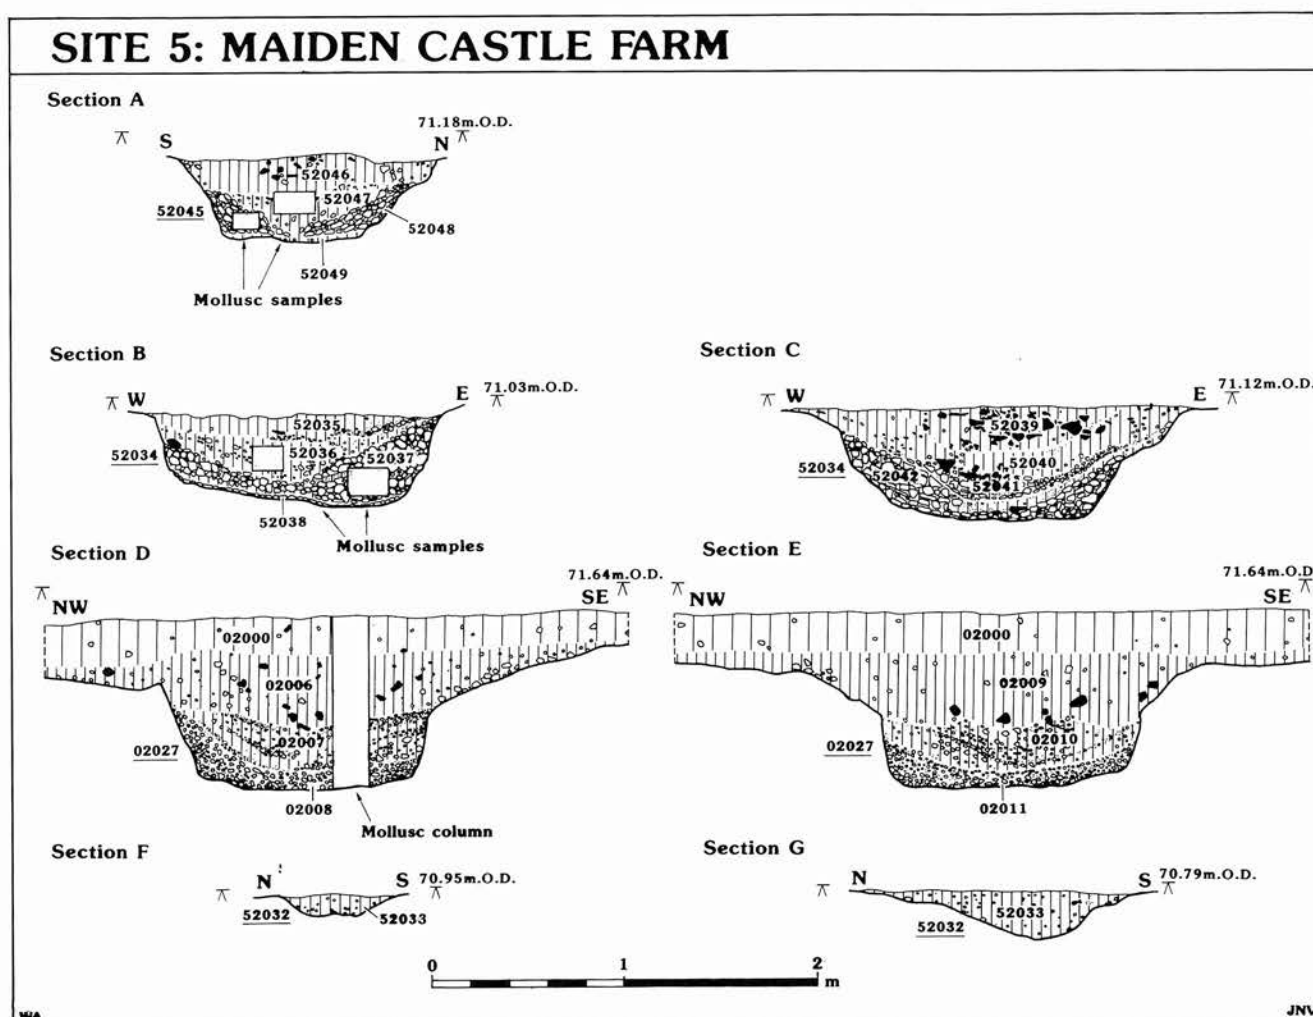 SITE 5: MAIDEN CASTLE FARM
Section A
71.18m.O.D.
S
N
52046
52047
52045
52048
52049
Mollusc samples
Section B
71.03m.O.D.
W
E
52035
52036
52037
52034
52038
Mollusc samples
Section C
71.12m.O.D.
W
E
52039
52040
52034
52042
52041
Section D
71.64m.O.D.
NW
SE
02000
02006
02007
02027
02008
Mollusc column
Section E
71.64m.O.D
NW
SE
02000
02009
02010
02027
02011
Section F
N
S
70.95m.O.D.
52032
52033
Section G
N
S
70.79m.O.D.
52033
52032
0
1
2
m
JNV